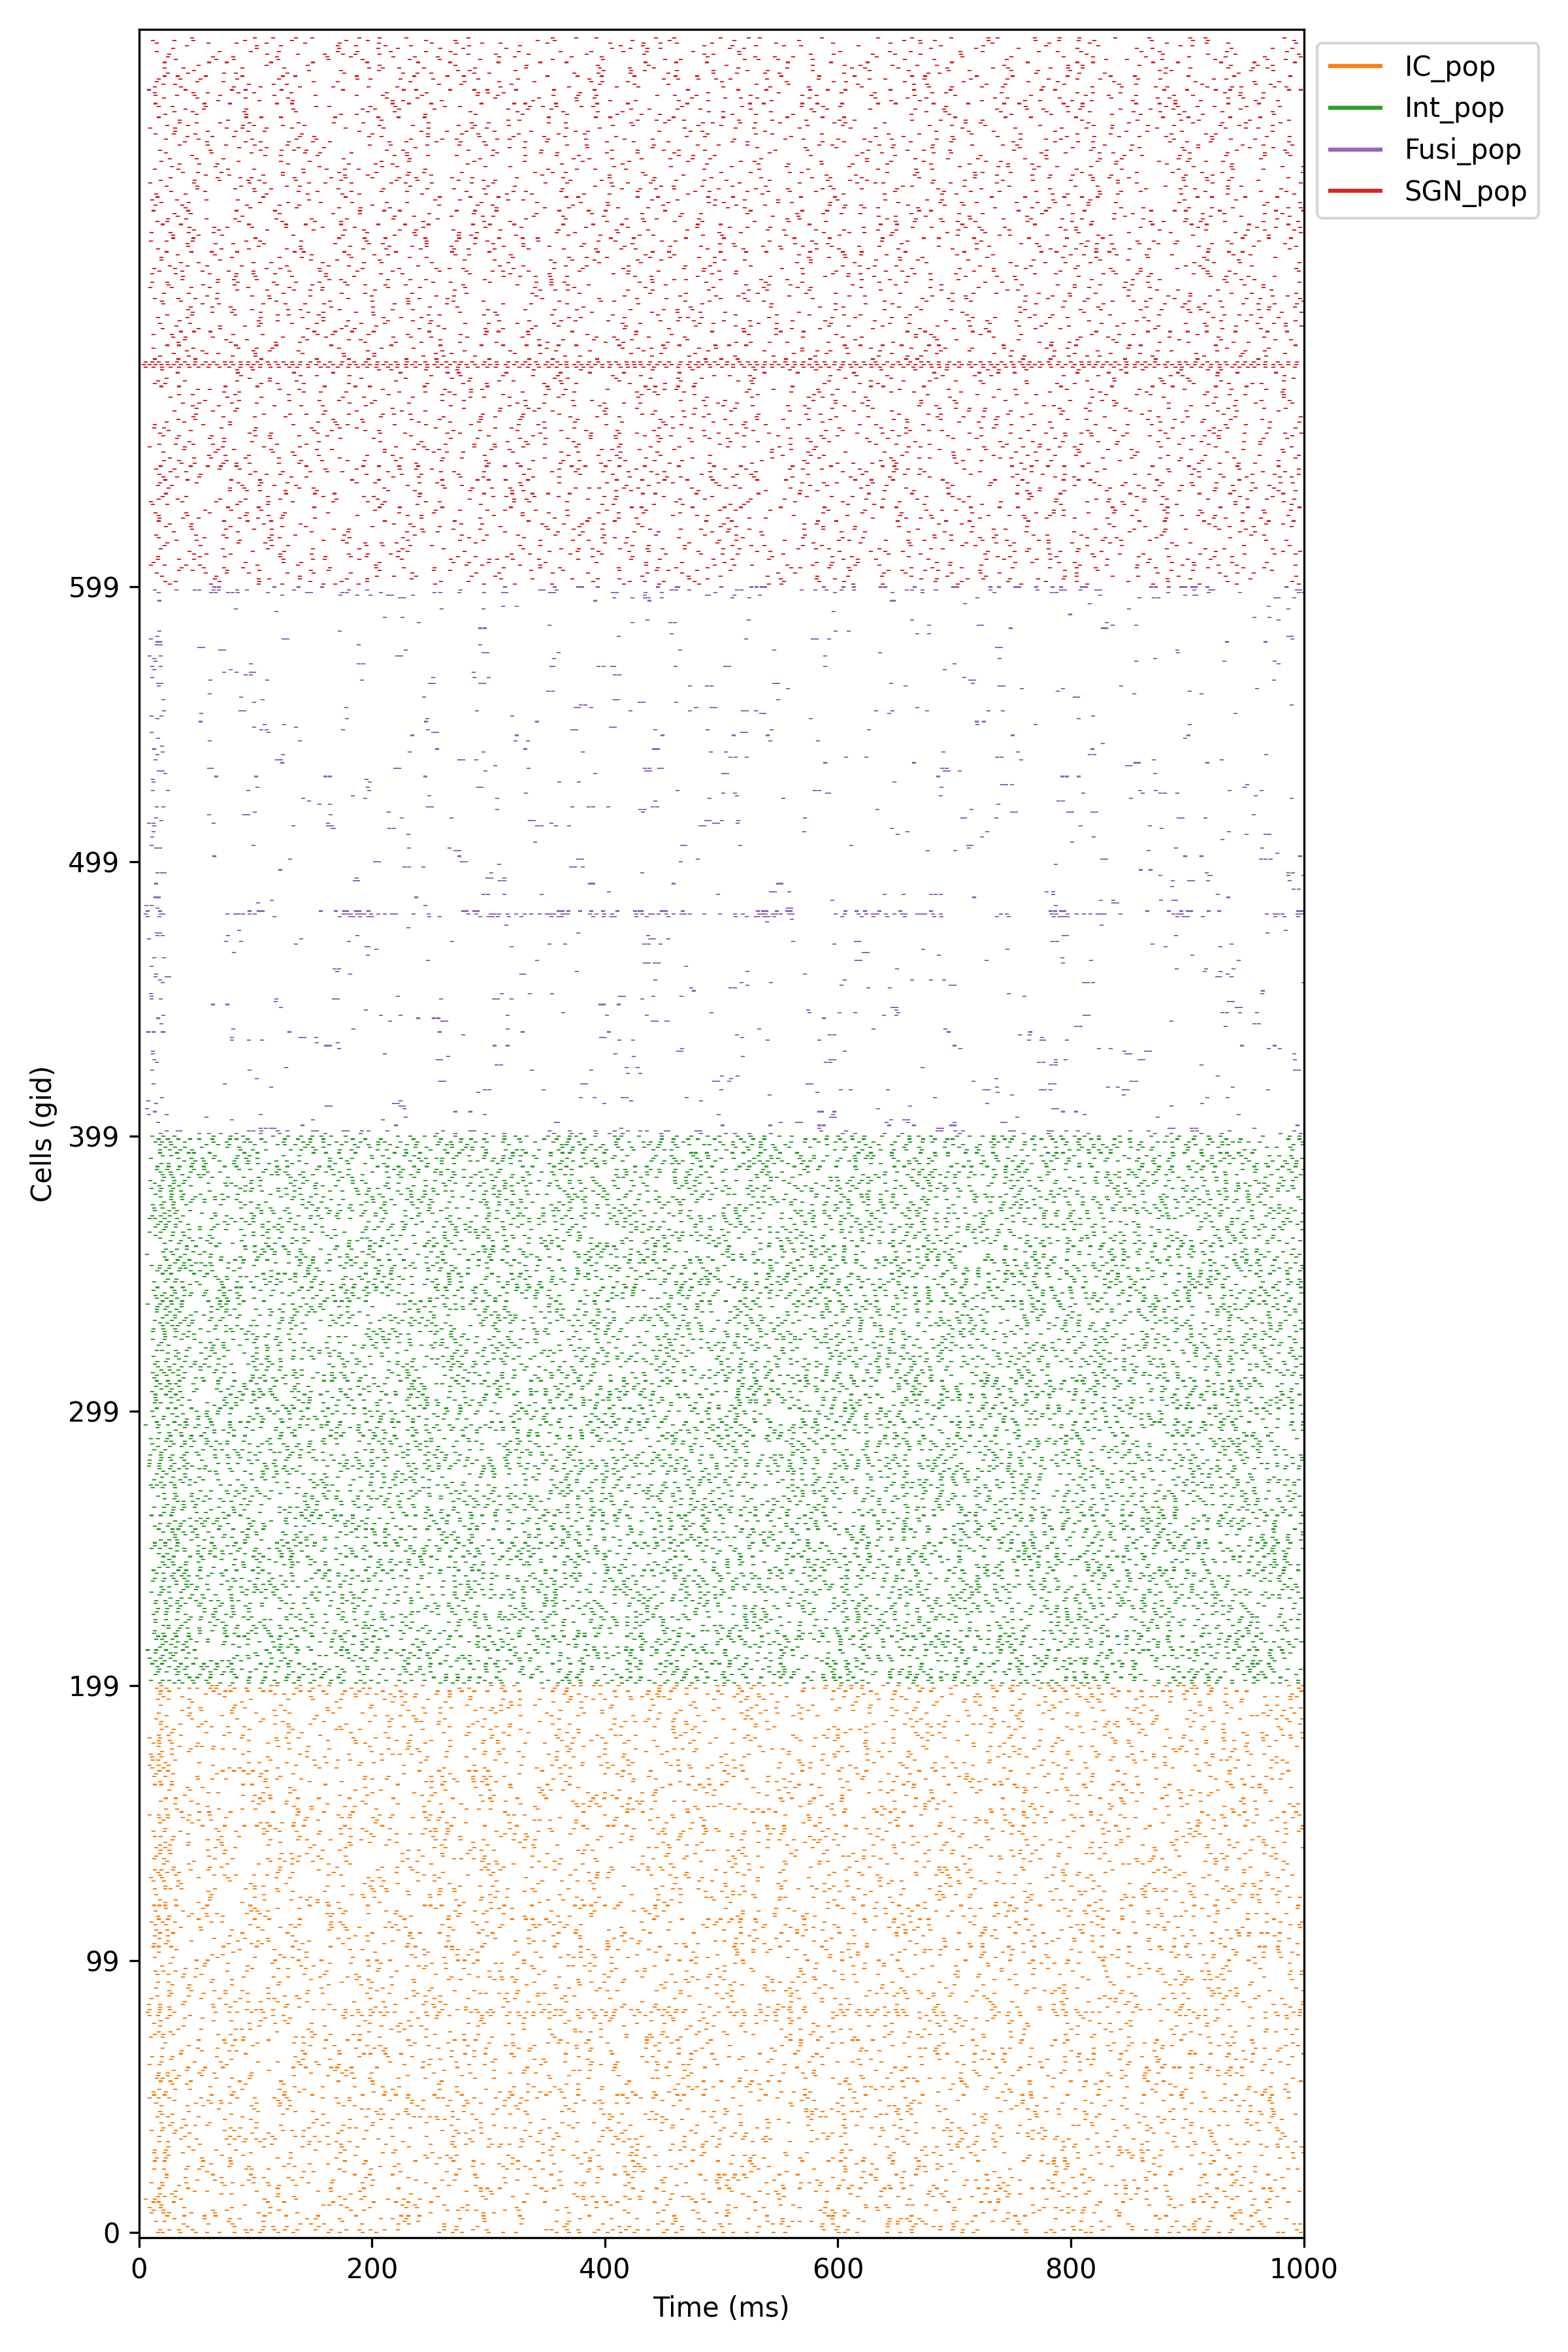 IC_pop
Int_pop
Fusi_pop
SGN_pop
599
499
399
299
199
99
0
Cells (gid)
0 200 400 600 800 1000
Time (ms)